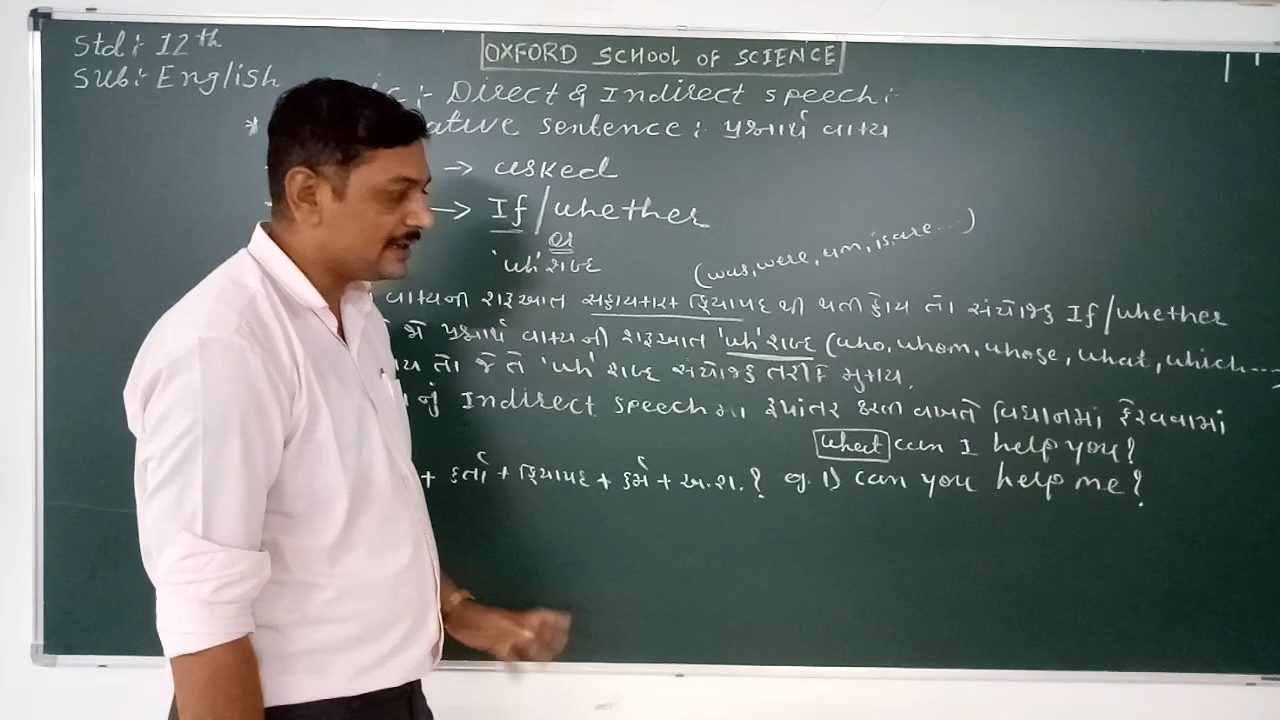 Std: 12th
OXFORD SCHOOL OF SCIENCE
Sub: English
ic:- Direct & Indirect speech:
* ative sentence: પ્રશ્નાર્થ વાક્ય
→ asked
→ If/whether
or
'wh' શબ્દ
(was, were, am, is, are...)
વાક્યની શરૂઆત સહાયકારક ક્રિયાપદ થી થતી હોય તો સંયોજક If/whether
જો પ્રશ્નાર્થ વાક્યની શરૂઆત 'wh' શબ્દ (who, whom, whose, what, which...
તો જે તે 'wh' શબ્દ સંયોજક તરીકે મુકાય.
નું Indirect speech મા રૂપાંતર કરતી વખતે વિધાનમાં ફેરવવામાં
what can I help you?
+ કર્તા + ક્રિયાપદ + કર્મ + અ.શ.? eg. 1) can you help me?